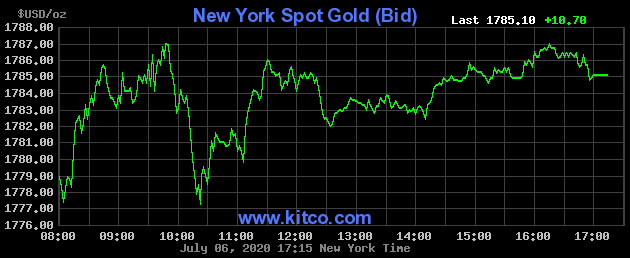 $USD/oz
New York Spot Gold (Bid)
Last 1785.10 +10.70
1788.00
1787.00
1786.00
1785.00
1784.00
1783.00
1782.00
1781.00
1780.00
1779.00
1778.00
1777.00
1776.00
www.kitco.com
08:00 09:00 10:00 11:00 12:00 13:00 14:00 15:00 16:00 17:00
July 06, 2020 17:15 New York Time